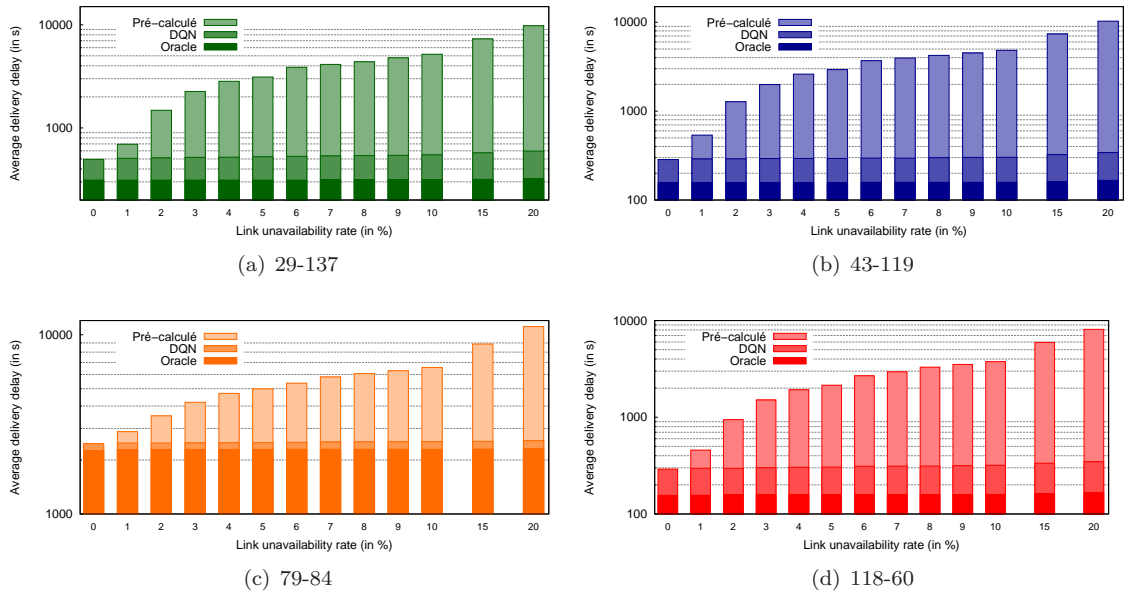 Average delivery delay (in s)
1000
Pré−calculé
DQN
Oracle
0 1 2 3 4 5 6 7 8 9 10 15 20
Link unavailability rate (in %)
(a) 29-137
Average delivery delay (in s)
10000
1000
100
Pré−calculé
DQN
Oracle
0 1 2 3 4 5 6 7 8 9 10 15 20
Link unavailability rate (in %)
(b) 43-119
Average delivery delay (in s)
10000
1000
Pré−calculé
DQN
Oracle
0 1 2 3 4 5 6 7 8 9 10 15 20
Link unavailability rate (in %)
(c) 79-84
Average delivery delay (in s)
10000
1000
100
Pré−calculé
DQN
Oracle
0 1 2 3 4 5 6 7 8 9 10 15 20
Link unavailability rate (in %)
(d) 118-60